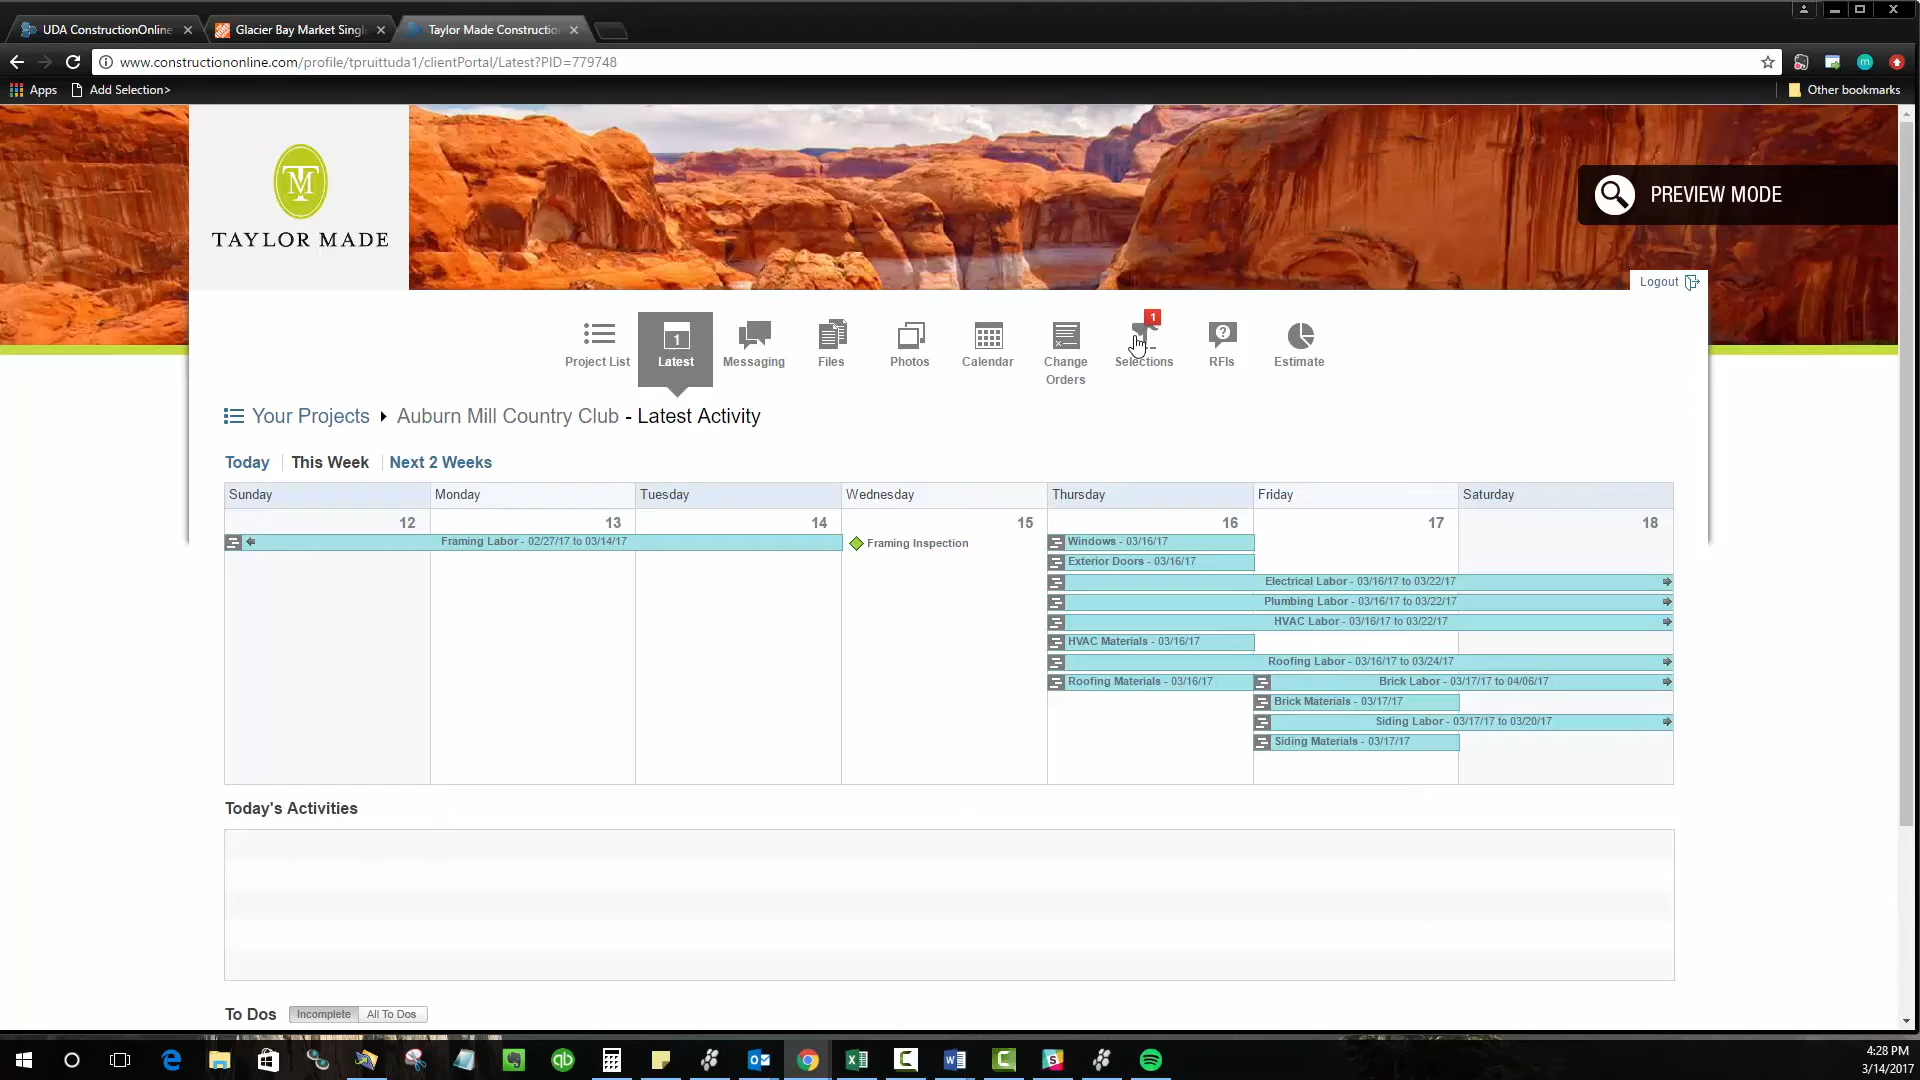 UDA ConstructionOnline
Glacier Bay Market Singl
Taylor Made Constructio
www.constructiononline.com/profile/tpruittuda1/clientPortal/Latest?PID=779748
Apps
Add Selection>
Other bookmarks
TM
TAYLOR MADE
PREVIEW MODE
Logout
1
1
Project List
Latest
Messaging
Files
Photos
Calendar
Change
Orders
Selections
RFIs
Estimate
Your Projects
Auburn Mill Country Club - Latest Activity
Today
This Week
Next 2 Weeks
Sunday
Monday
Tuesday
Wednesday
Thursday
Friday
Saturday
12
13
14
15
16
17
18
Framing Labor - 02/27/17 to 03/14/17
Framing Inspection
Windows - 03/16/17
Exterior Doors - 03/16/17
Electrical Labor - 03/16/17 to 03/22/17
Plumbing Labor - 03/16/17 to 03/22/17
HVAC Labor - 03/16/17 to 03/22/17
HVAC Materials - 03/16/17
Roofing Labor - 03/16/17 to 03/24/17
Roofing Materials - 03/16/17
Brick Labor - 03/17/17 to 04/06/17
Brick Materials - 03/17/17
Siding Labor - 03/17/17 to 03/20/17
Siding Materials - 03/17/17
Today's Activities
To Dos
Incomplete
All To Dos
4:28 PM
3/14/2017